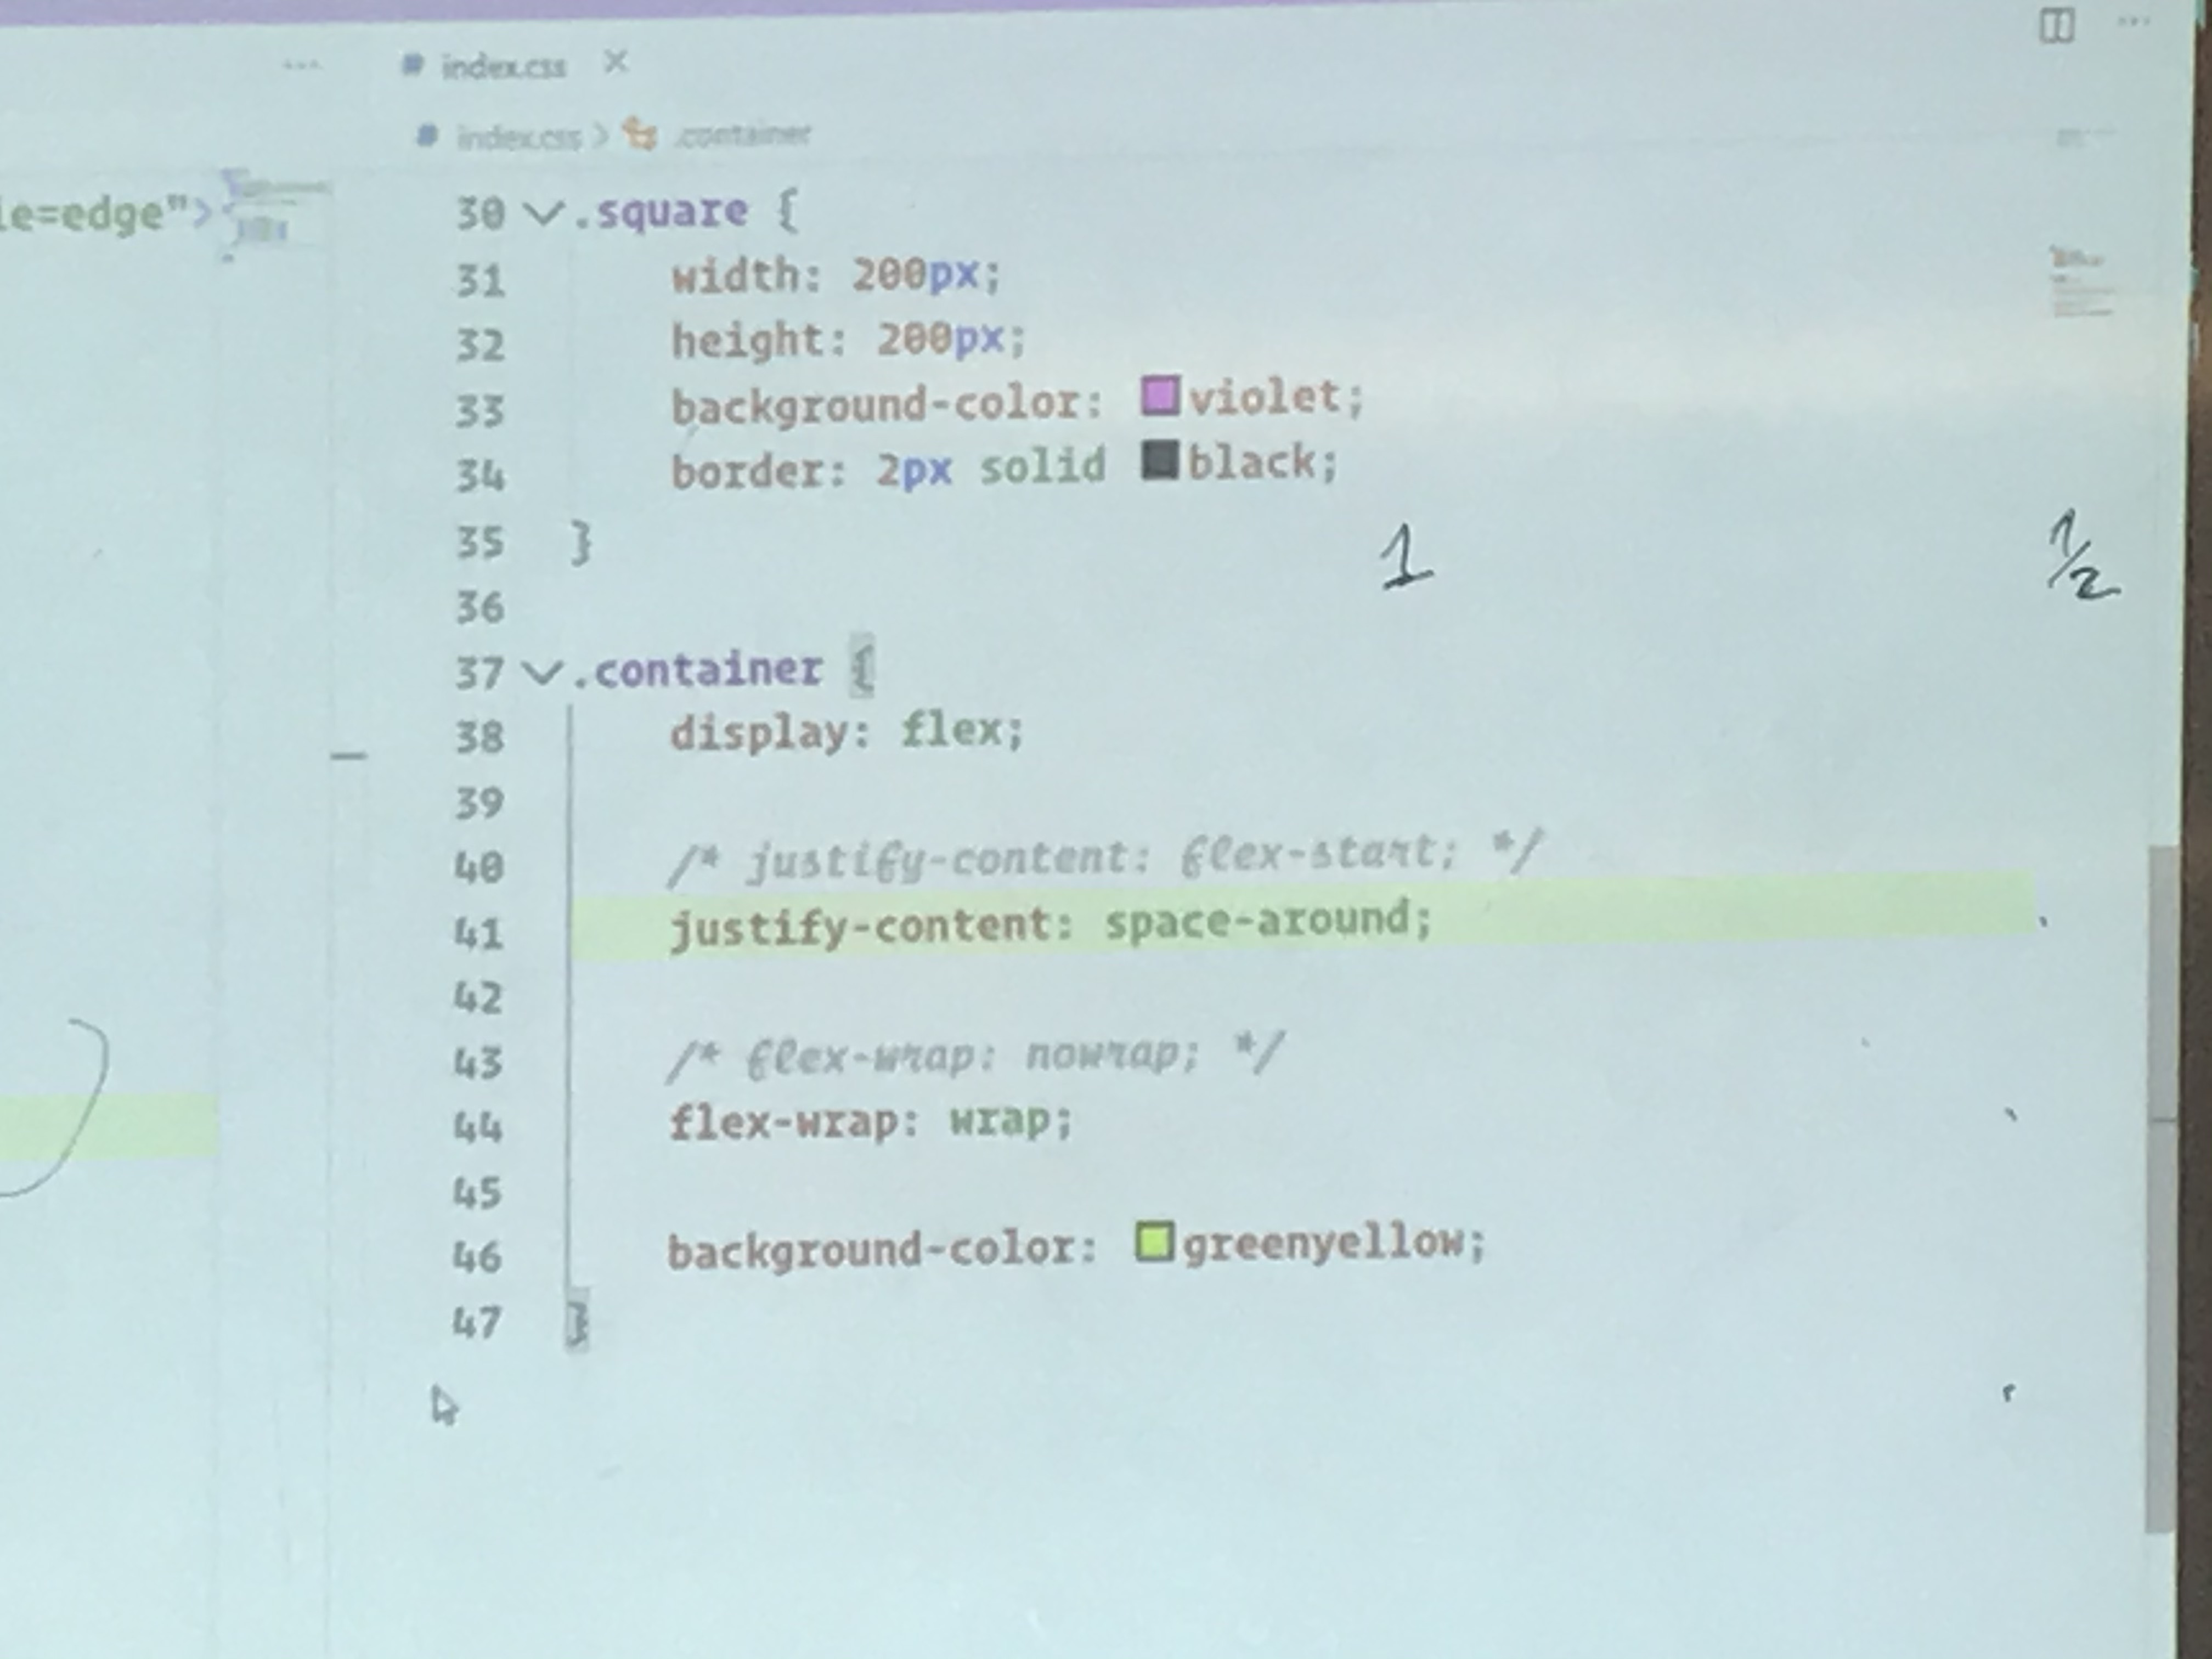 index.css
index.css > .container
le=edge">
30 .square {
31 width: 200px;
32 height: 200px;
33 background-color: violet;
34 border: 2px solid black;
35 }
1
1/2
36
37 .container {
38 display: flex;
39
40 /* justify-content: flex-start; */
41 justify-content: space-around;
42
43 /* flex-wrap: nowrap; */
44 flex-wrap: wrap;
45
46 background-color: greenyellow;
47 }